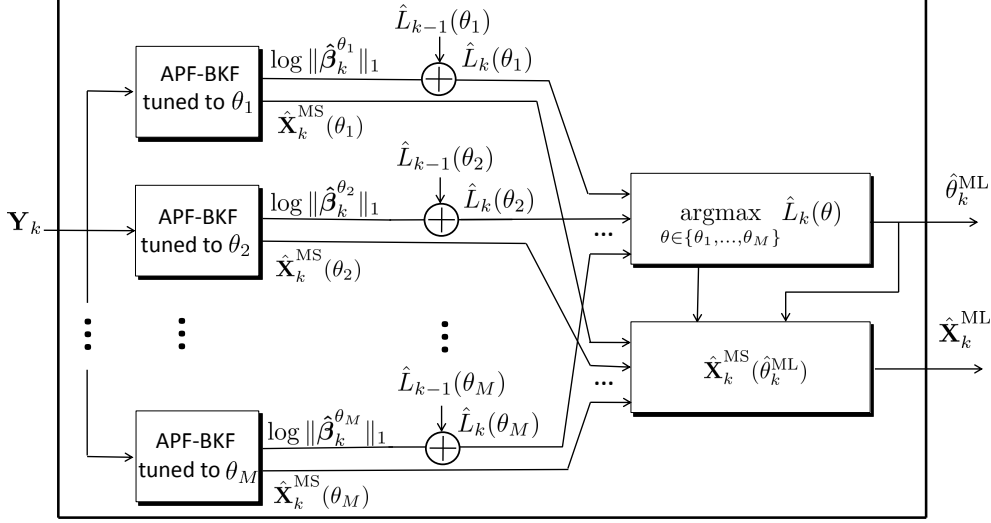 Y_k
APF-BKF
tuned to θ_1
log ‖β̂_k^{θ_1}‖_1
L̂_{k−1}(θ_1)
L̂_k(θ_1)
X̂_k^{MS}(θ_1)
APF-BKF
tuned to θ_2
log ‖β̂_k^{θ_2}‖_1
L̂_{k−1}(θ_2)
L̂_k(θ_2)
X̂_k^{MS}(θ_2)
APF-BKF
tuned to θ_M
log ‖β̂_k^{θ_M}‖_1
L̂_{k−1}(θ_M)
L̂_k(θ_M)
X̂_k^{MS}(θ_M)
...
argmax L̂_k(θ)
θ∈{θ_1,...,θ_M}
θ̂_k^{ML}
...
X̂_k^{MS}(θ̂_k^{ML})
X̂_k^{ML}